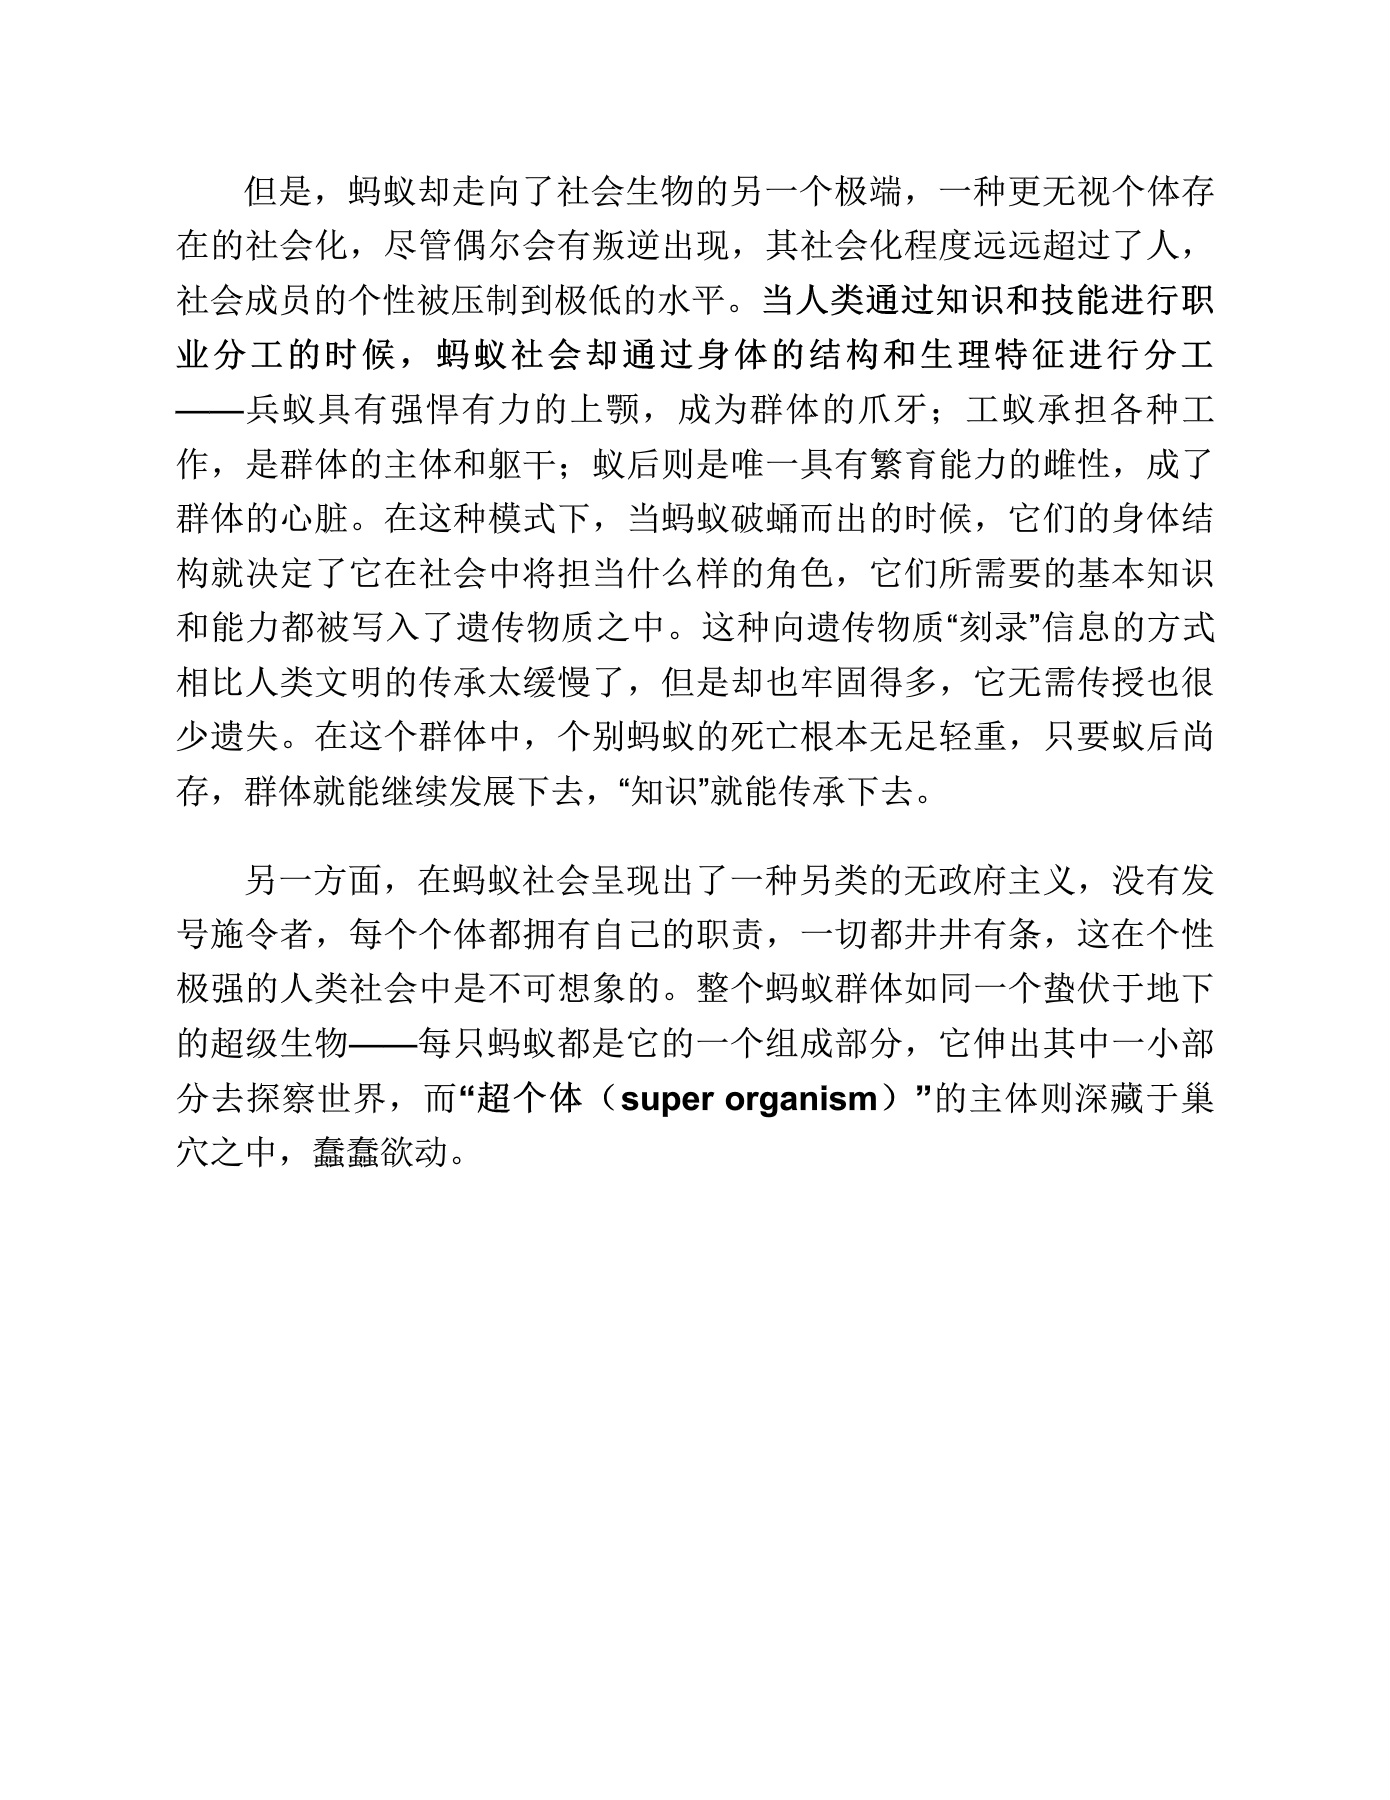 但是，蚂蚁却走向了社会生物的另一个极端，一种更无视个体存
在的社会化，尽管偶尔会有叛逆出现，其社会化程度远远超过了人，
社会成员的个性被压制到极低的水平。当人类通过知识和技能进行职
业分工的时候，蚂蚁社会却通过身体的结构和生理特征进行分工
——兵蚁具有强悍有力的上颚，成为群体的爪牙；工蚁承担各种工
作，是群体的主体和躯干；蚁后则是唯一具有繁育能力的雌性，成了
群体的心脏。在这种模式下，当蚂蚁破蛹而出的时候，它们的身体结
构就决定了它在社会中将担当什么样的角色，它们所需要的基本知识
和能力都被写入了遗传物质之中。这种向遗传物质“刻录”信息的方式
相比人类文明的传承太缓慢了，但是却也牢固得多，它无需传授也很
少遗失。在这个群体中，个别蚂蚁的死亡根本无足轻重，只要蚁后尚
存，群体就能继续发展下去，“知识”就能传承下去。
另一方面，在蚂蚁社会呈现出了一种另类的无政府主义，没有发
号施令者，每个个体都拥有自己的职责，一切都井井有条，这在个性
极强的人类社会中是不可想象的。整个蚂蚁群体如同一个蛰伏于地下
的超级生物——每只蚂蚁都是它的一个组成部分，它伸出其中一小部
分去探察世界，而“超个体（super organism）”的主体则深藏于巢
穴之中，蠢蠢欲动。